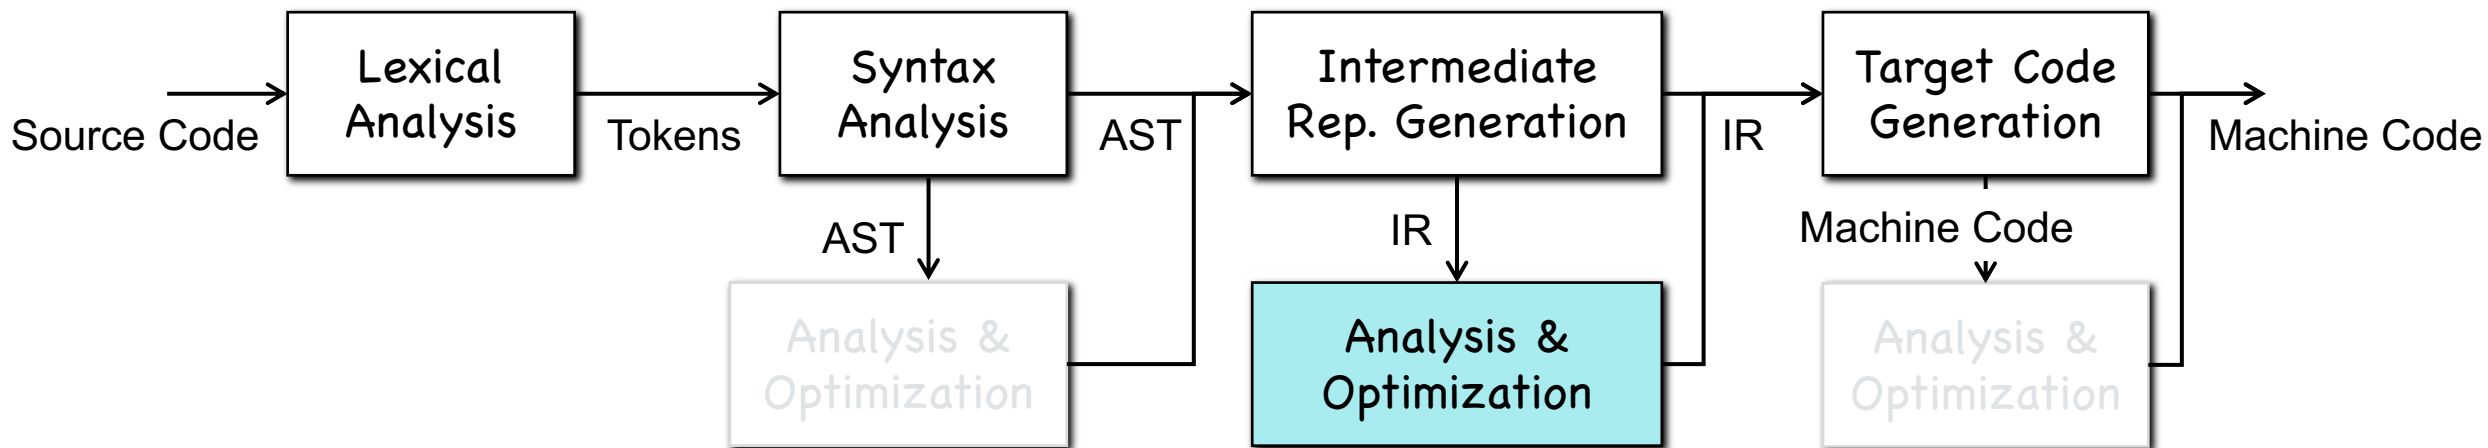 Lexical
Analysis
Syntax
Analysis
Intermediate
Rep. Generation
Target Code
Generation
Source Code
Tokens
AST
IR
Machine Code
AST
IR
Machine Code
Analysis &
Optimization
Analysis &
Optimization
Analysis &
Optimization